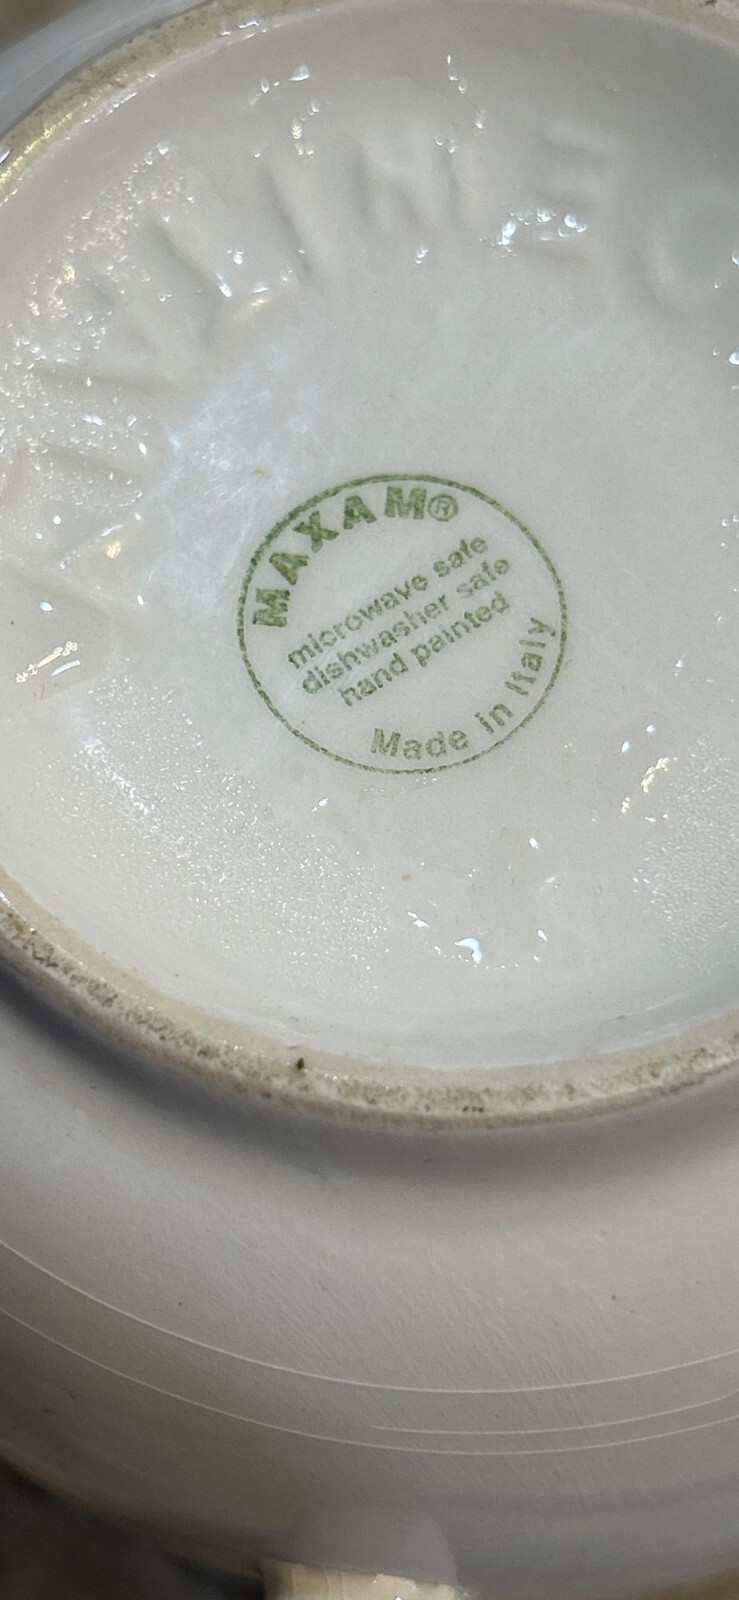 MAXAM®
microwave safe
dishwasher safe
hand painted
Made in Italy